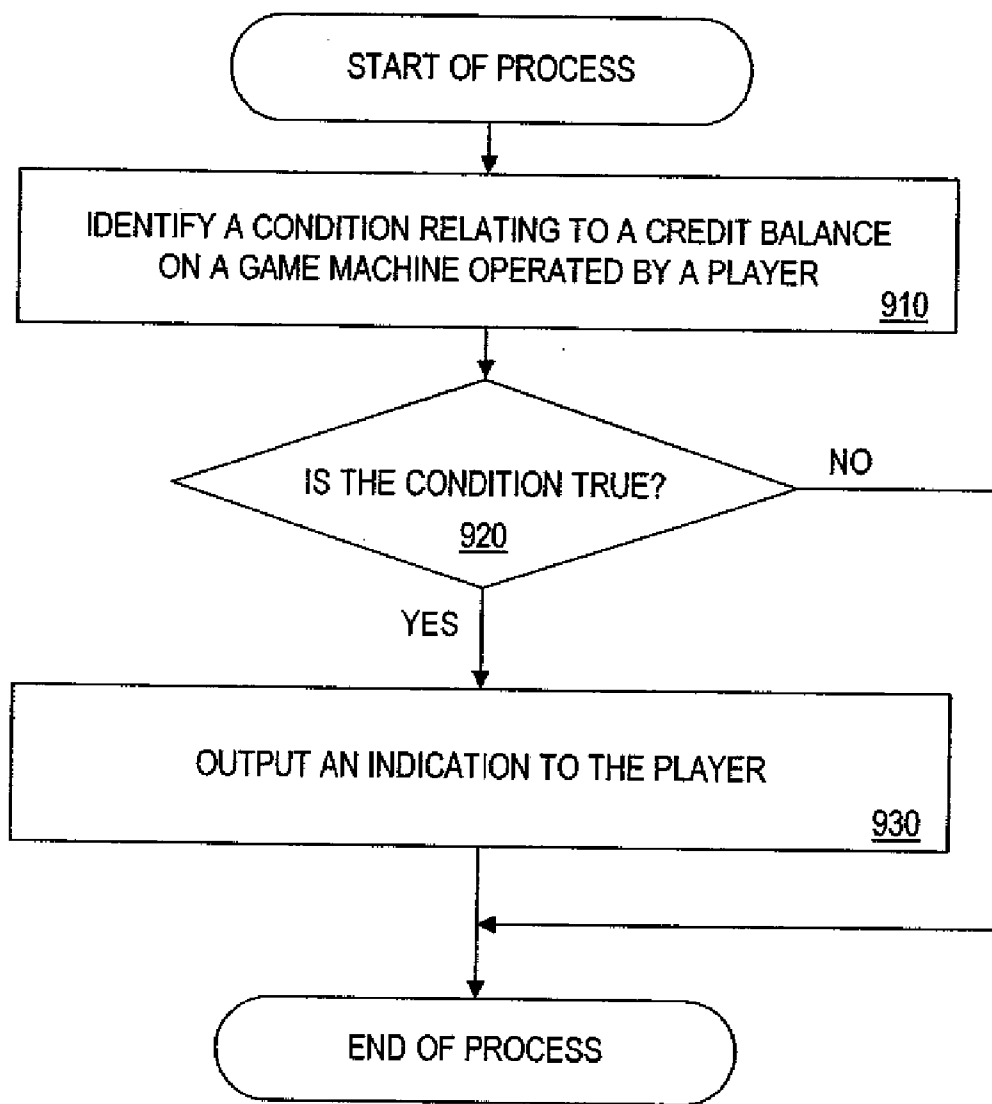 START OF PROCESS
IDENTIFY A CONDITION RELATING TO A CREDIT BALANCE
ON A GAME MACHINE OPERATED BY A PLAYER
910
IS THE CONDITION TRUE?
920
NO
YES
OUTPUT AN INDICATION TO THE PLAYER
930
END OF PROCESS